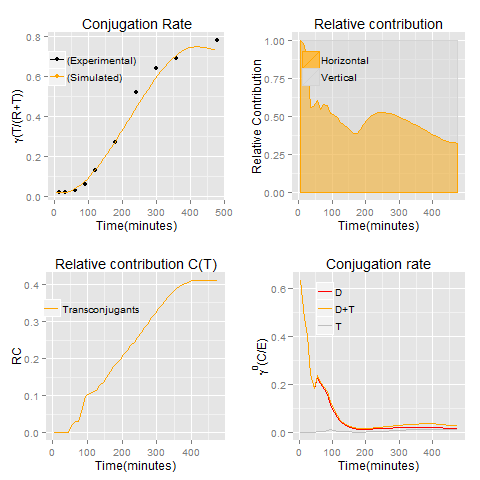 Conjugation Rate
γ(T/(R+T))
0.8
0.6
0.4
0.2
0.0
(Experimental)
(Simulated)
0 100 200 300 400 500
Time(minutes)
Relative contribution
Relative Contribution
1.00
0.75
0.50
0.25
0.00
Horizontal
Vertical
0 100 200 300 400
Time(minutes)
Relative contribution C(T)
RC
0.4
0.3
0.2
0.1
0.0
Transconjugants
0 100 200 300 400
Time(minutes)
Conjugation rate
γ⁰(C/E)
0.6
0.4
0.2
0.0
D
D+T
T
0 100 200 300 400
Time(minutes)